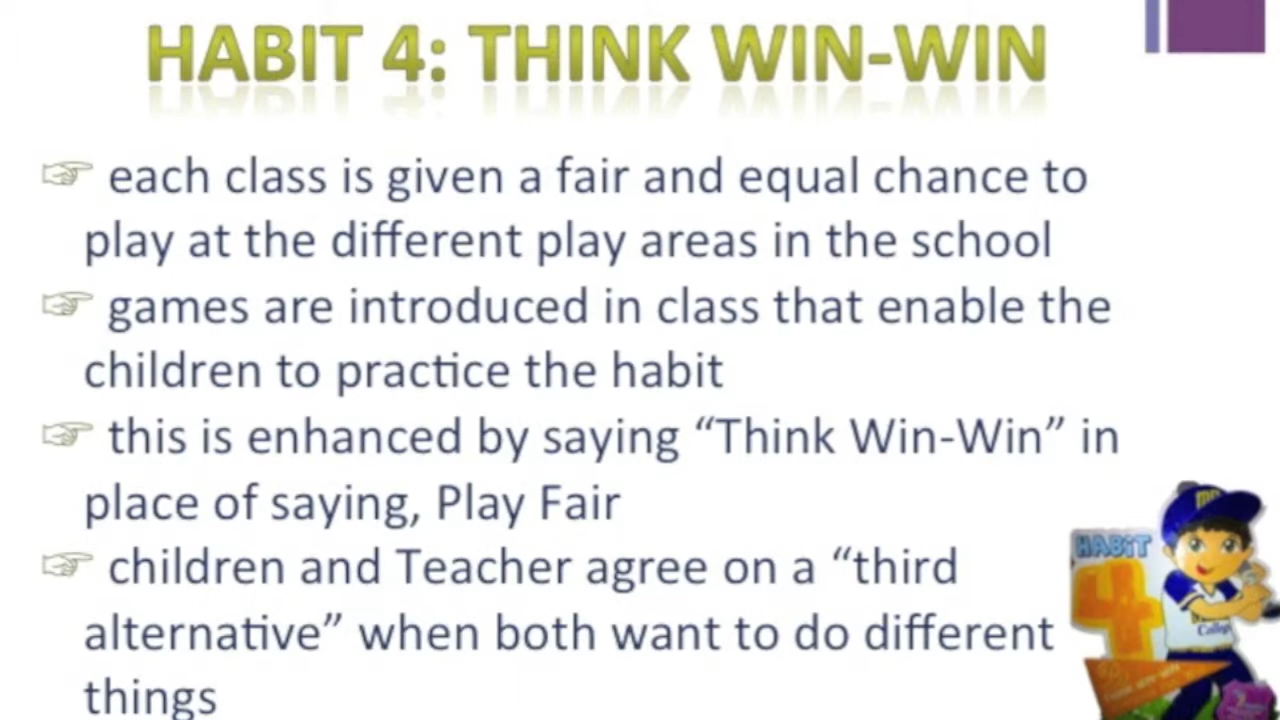 HABIT 4: THINK WIN-WIN
☞ each class is given a fair and equal chance to
play at the different play areas in the school
☞ games are introduced in class that enable the
children to practice the habit
☞ this is enhanced by saying “Think Win-Win” in
place of saying, Play Fair
☞ children and Teacher agree on a “third
alternative” when both want to do different
things
HABIT
4